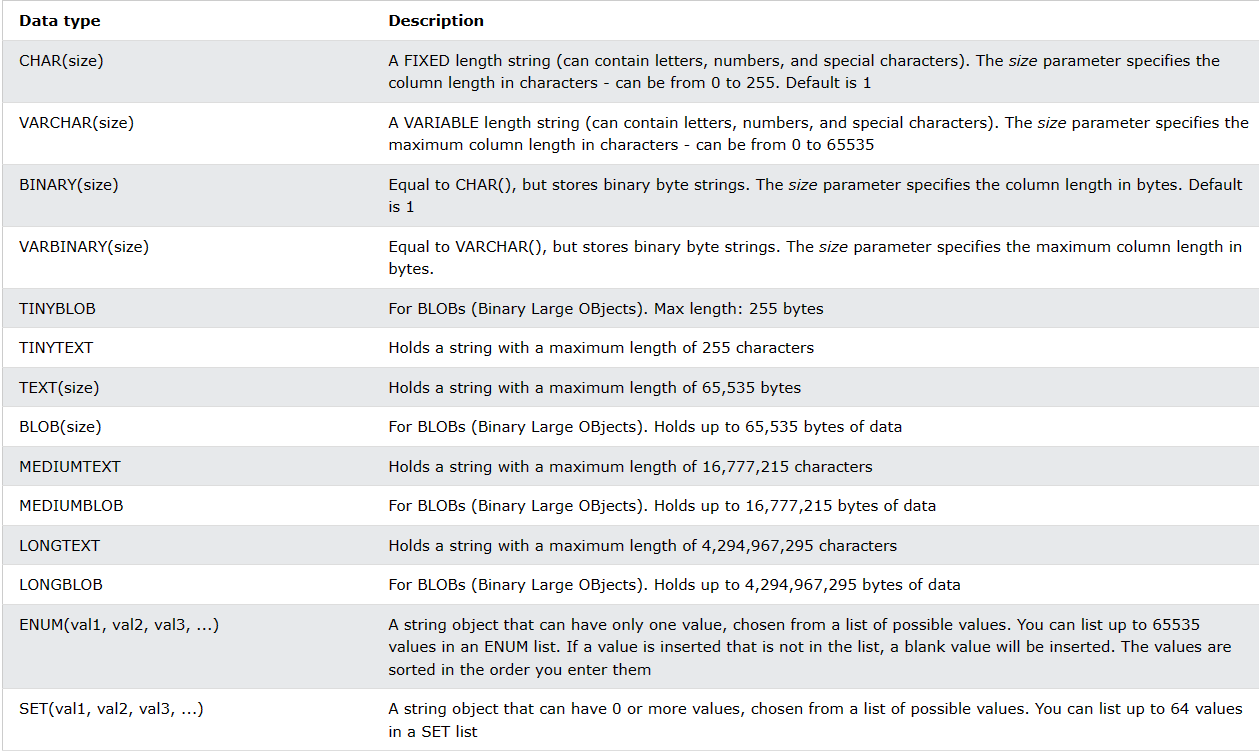 Data type Description
CHAR(size) A FIXED length string (can contain letters, numbers, and special characters). The size parameter specifies the
column length in characters - can be from 0 to 255. Default is 1
VARCHAR(size) A VARIABLE length string (can contain letters, numbers, and special characters). The size parameter specifies the
maximum column length in characters - can be from 0 to 65535
BINARY(size) Equal to CHAR(), but stores binary byte strings. The size parameter specifies the column length in bytes. Default
is 1
VARBINARY(size) Equal to VARCHAR(), but stores binary byte strings. The size parameter specifies the maximum column length in
bytes.
TINYBLOB For BLOBs (Binary Large OBjects). Max length: 255 bytes
TINYTEXT Holds a string with a maximum length of 255 characters
TEXT(size) Holds a string with a maximum length of 65,535 bytes
BLOB(size) For BLOBs (Binary Large OBjects). Holds up to 65,535 bytes of data
MEDIUMTEXT Holds a string with a maximum length of 16,777,215 characters
MEDIUMBLOB For BLOBs (Binary Large OBjects). Holds up to 16,777,215 bytes of data
LONGTEXT Holds a string with a maximum length of 4,294,967,295 characters
LONGBLOB For BLOBs (Binary Large OBjects). Holds up to 4,294,967,295 bytes of data
ENUM(val1, val2, val3, ...) A string object that can have only one value, chosen from a list of possible values. You can list up to 65535
values in an ENUM list. If a value is inserted that is not in the list, a blank value will be inserted. The values are
sorted in the order you enter them
SET(val1, val2, val3, ...) A string object that can have 0 or more values, chosen from a list of possible values. You can list up to 64 values
in a SET list